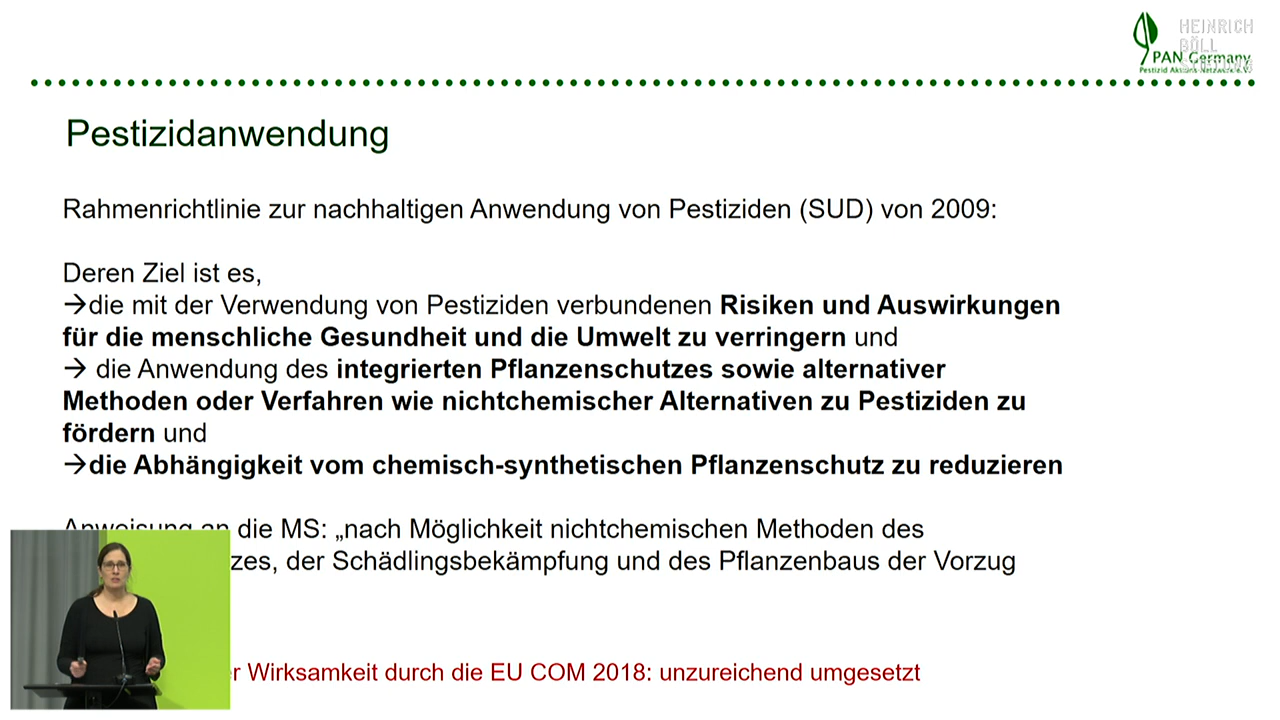 HEINRICH
BÖLL
STIFTUNG
PAN Germany
Pestizid Aktions-Netzwerk e.V.
Pestizidanwendung
Rahmenrichtlinie zur nachhaltigen Anwendung von Pestiziden (SUD) von 2009:
Deren Ziel ist es,
→die mit der Verwendung von Pestiziden verbundenen Risiken und Auswirkungen
für die menschliche Gesundheit und die Umwelt zu verringern und
→ die Anwendung des integrierten Pflanzenschutzes sowie alternativer
Methoden oder Verfahren wie nichtchemischer Alternativen zu Pestiziden zu
fördern und
→die Abhängigkeit vom chemisch-synthetischen Pflanzenschutz zu reduzieren
Anweisung an die MS: „nach Möglichkeit nichtchemischen Methoden des
zes, der Schädlingsbekämpfung und des Pflanzenbaus der Vorzug
r Wirksamkeit durch die EU COM 2018: unzureichend umgesetzt